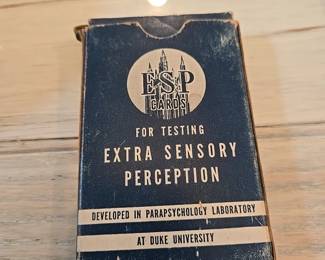 ESP
CARDS
FOR TESTING
EXTRA SENSORY
PERCEPTION
DEVELOPED IN PARAPSYCHOLOGY LABORATORY
AT DUKE UNIVERSITY